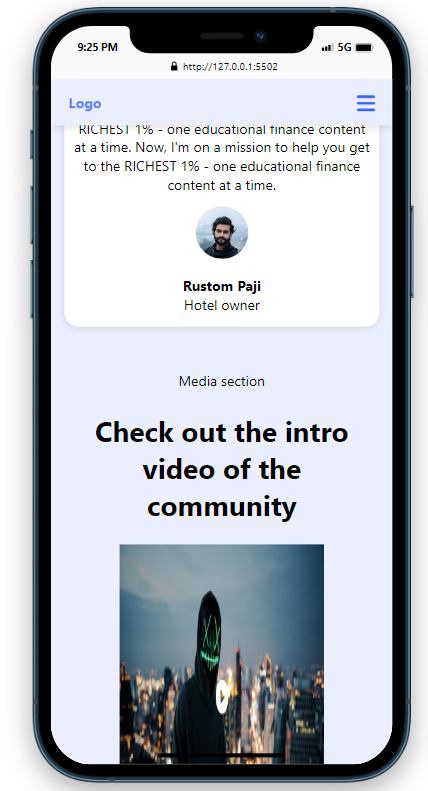 9:25 PM
5G
http://127.0.0.1:5502
Logo
RICHEST 1% - one educational finance content
at a time. Now, I'm on a mission to help you get
to the RICHEST 1% - one educational finance
content at a time.
Rustom Paji
Hotel owner
Media section
Check out the intro
video of the
community